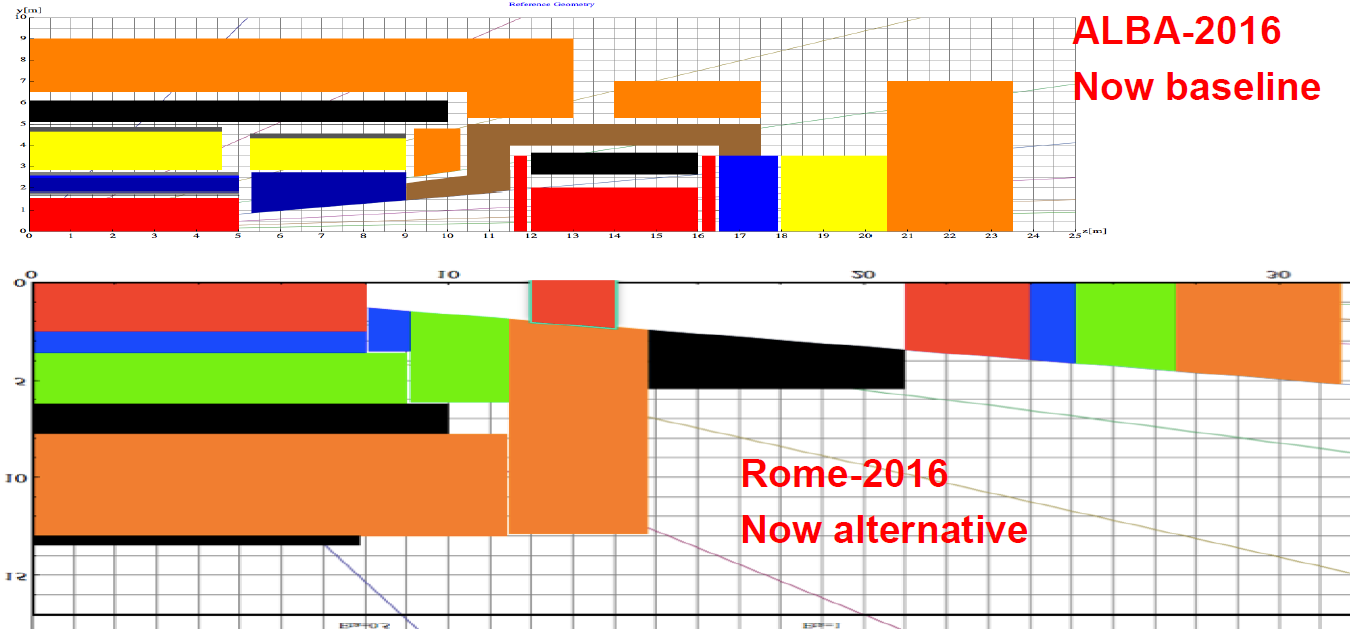 Reference Geometry
y[m]
10
9
8
7
6
5
4
3
2
1
0
0 1 2 3 4 5 6 7 8 9 10 11 12 13 14 15 16 17 18 19 20 21 22 23 24 25
z[m]
ALBA-2016
Now baseline
0 10 20 30
0
10
Rome-2016
Now alternative